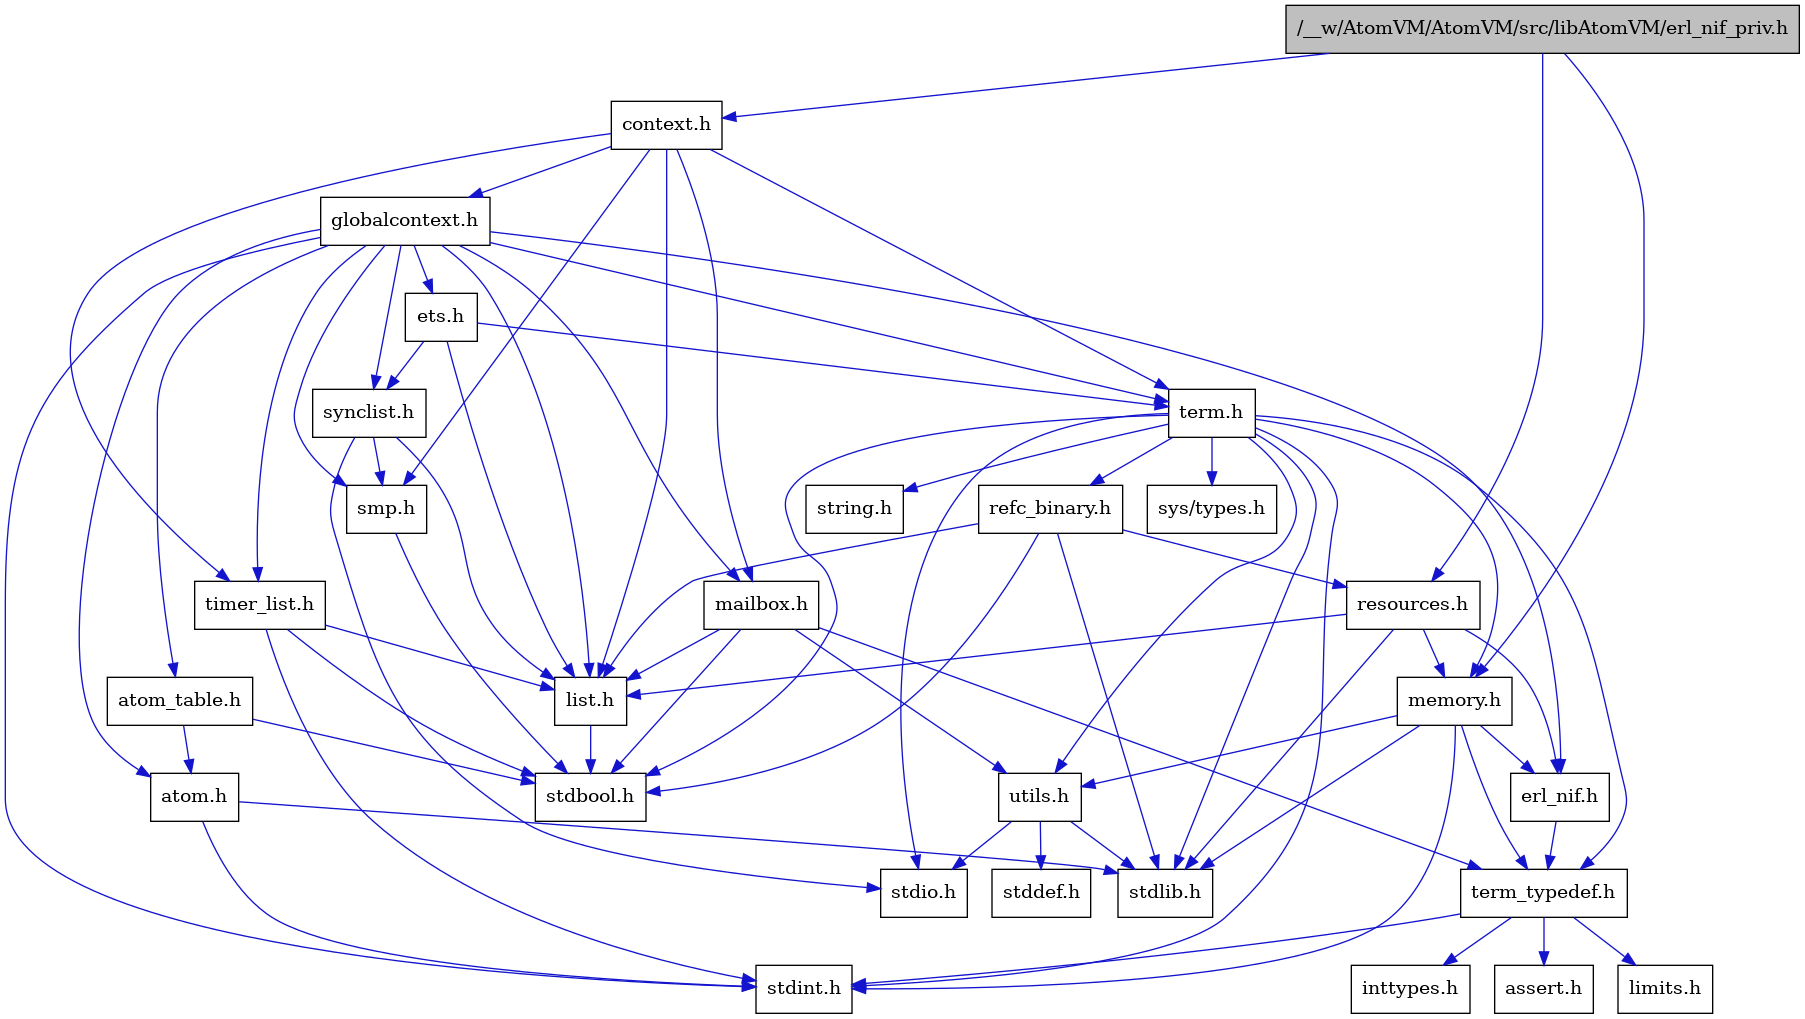 /__w/AtomVM/AtomVM/src/libAtomVM/erl_nif_priv.h
context.h
globalcontext.h
ets.h
synclist.h
term.h
smp.h
string.h
refc_binary.h
sys/types.h
timer_list.h
mailbox.h
resources.h
atom_table.h
list.h
memory.h
atom.h
stdbool.h
utils.h
erl_nif.h
stdio.h
stddef.h
stdlib.h
term_typedef.h
stdint.h
inttypes.h
assert.h
limits.h